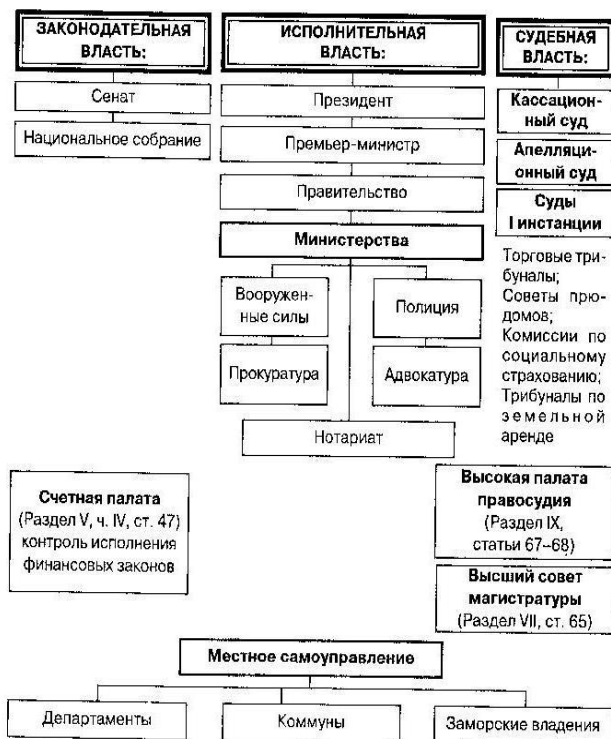 ЗАКОНОДАТЕЛЬНАЯ
ВЛАСТЬ:
Сенат
Национальное собрание
ИСПОЛНИТЕЛЬНАЯ
ВЛАСТЬ:
Президент
Премьер-министр
Правительство
Министерства
Вооружен-
ные силы
Полиция
Прокуратура
Адвокатура
Нотариат
СУДЕБНАЯ
ВЛАСТЬ:
Кассацион-
ный суд
Апелляци-
онный суд
Суды
I инстанции
Торговые три-
буналы;
Советы прю-
домов;
Комиссии по
социальному
страхованию;
Трибуналы по
земельной
аренде
Счетная палата
(Раздел V, ч. IV, ст. 47)
контроль исполнения
финансовых законов
Высокая палата
правосудия
(Раздел IX,
статьи 67–68)
Высший совет
магистратуры
(Раздел VII, ст. 65)
Местное самоуправление
Департаменты
Коммуны
Заморские владения